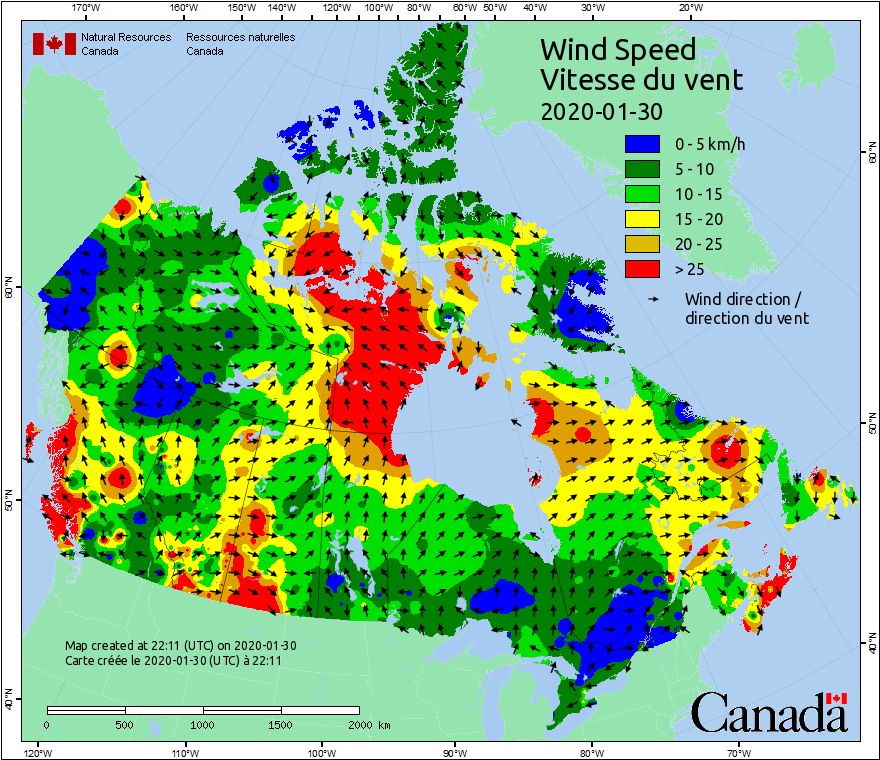 170°W 160°W 150°W 140°W 130°W 120°W 110°W 100°W 80°W 60°W 50°W 40°W 30°W 20°W
Natural Resources Ressources naturelles
Canada Canada
Wind Speed
Vitesse du vent
2020-01-30
0 - 5 km/h
5 - 10
10 - 15
15 - 20
20 - 25
> 25
Wind direction /
direction du vent
60°N
60°N
50°N
50°N
40°N
40°N
Map created at 22:11 (UTC) on 2020-01-30
Carte créée le 2020-01-30 (UTC) à 22:11
0 500 1000 1500 2000 km
Canada
120°W 110°W 100°W 90°W 80°W 70°W